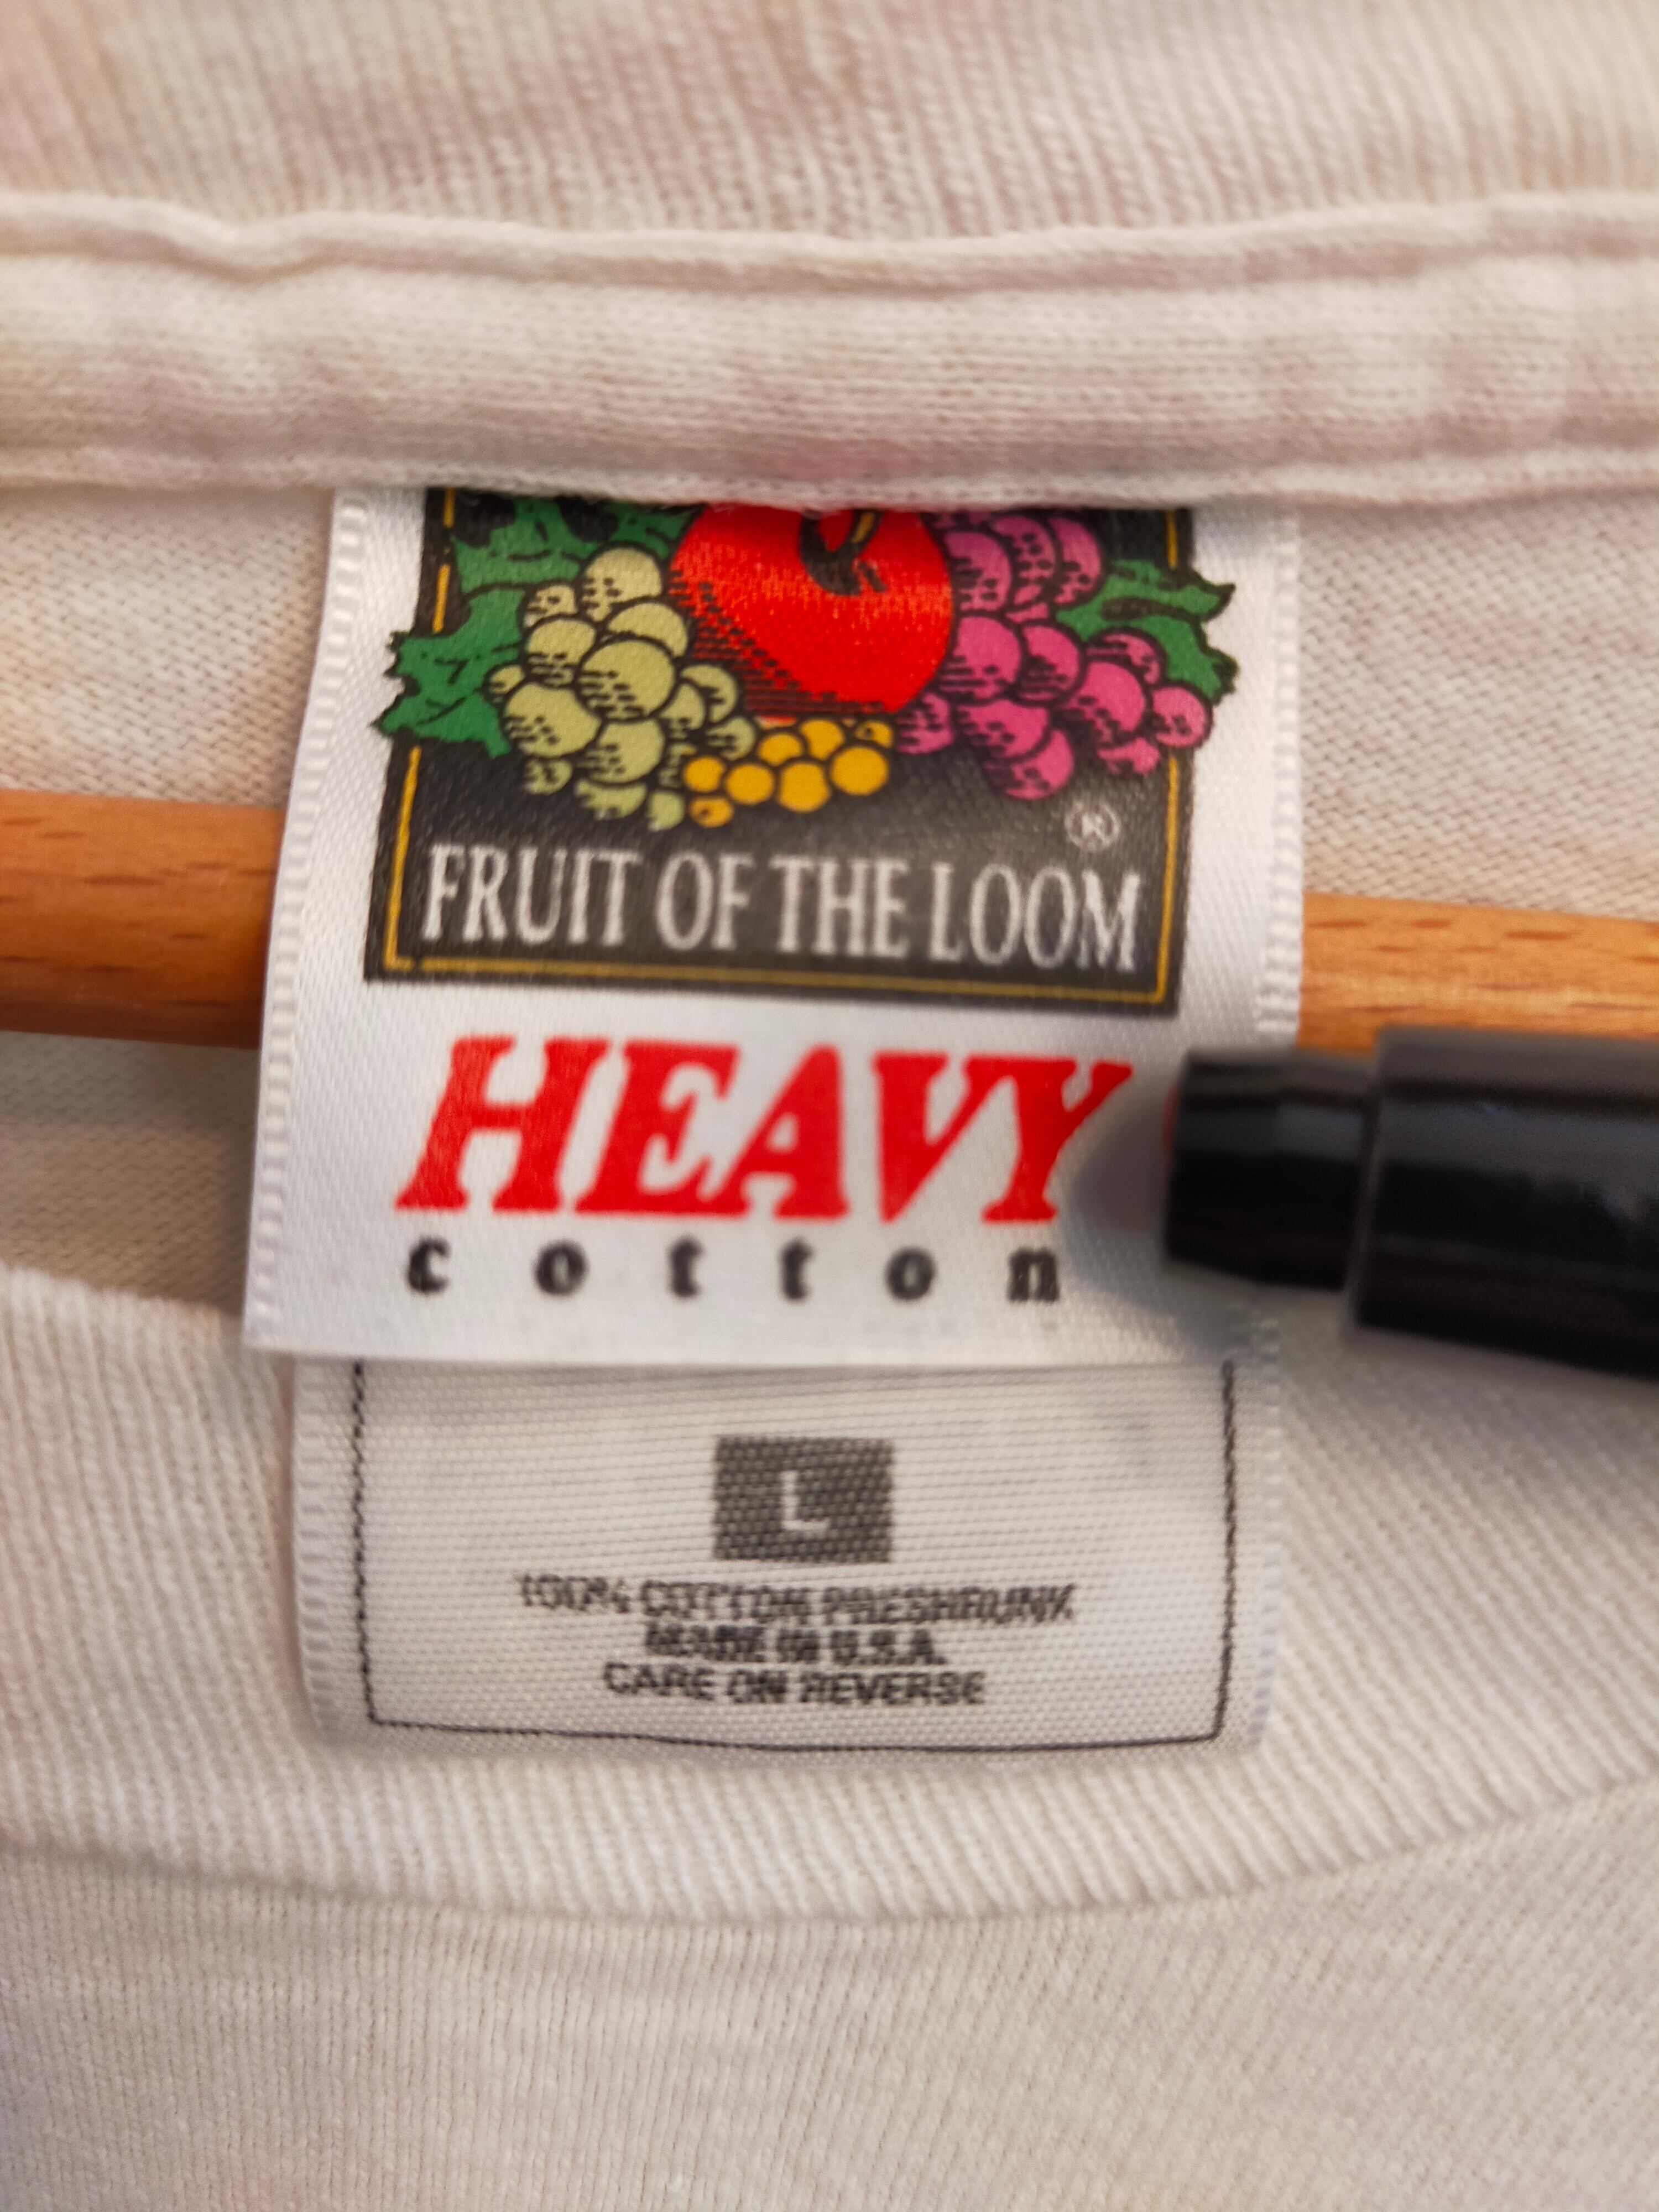 ®
FRUIT OF THE LOOM
HEAVY
cotton
L
100% COTTON PRESHRUNK
MADE IN U.S.A.
CARE ON REVERSE